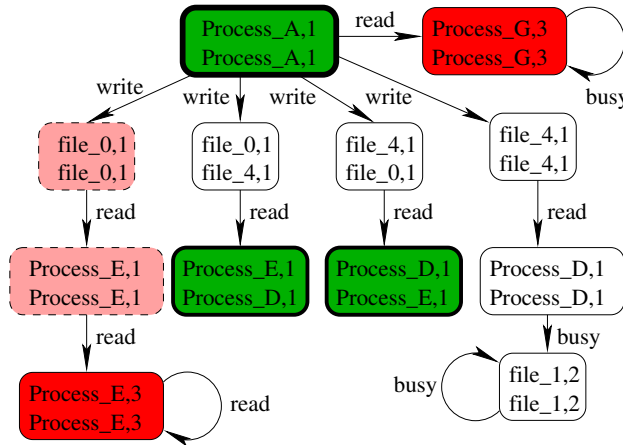 Process_A,1
Process_A,1
read
Process_G,3
Process_G,3
busy
write
write
write
write
file_0,1
file_0,1
file_0,1
file_4,1
file_4,1
file_0,1
file_4,1
file_4,1
read
read
read
read
Process_E,1
Process_E,1
Process_E,1
Process_D,1
Process_D,1
Process_E,1
Process_D,1
Process_D,1
read
busy
Process_E,3
Process_E,3
read
busy
file_1,2
file_1,2